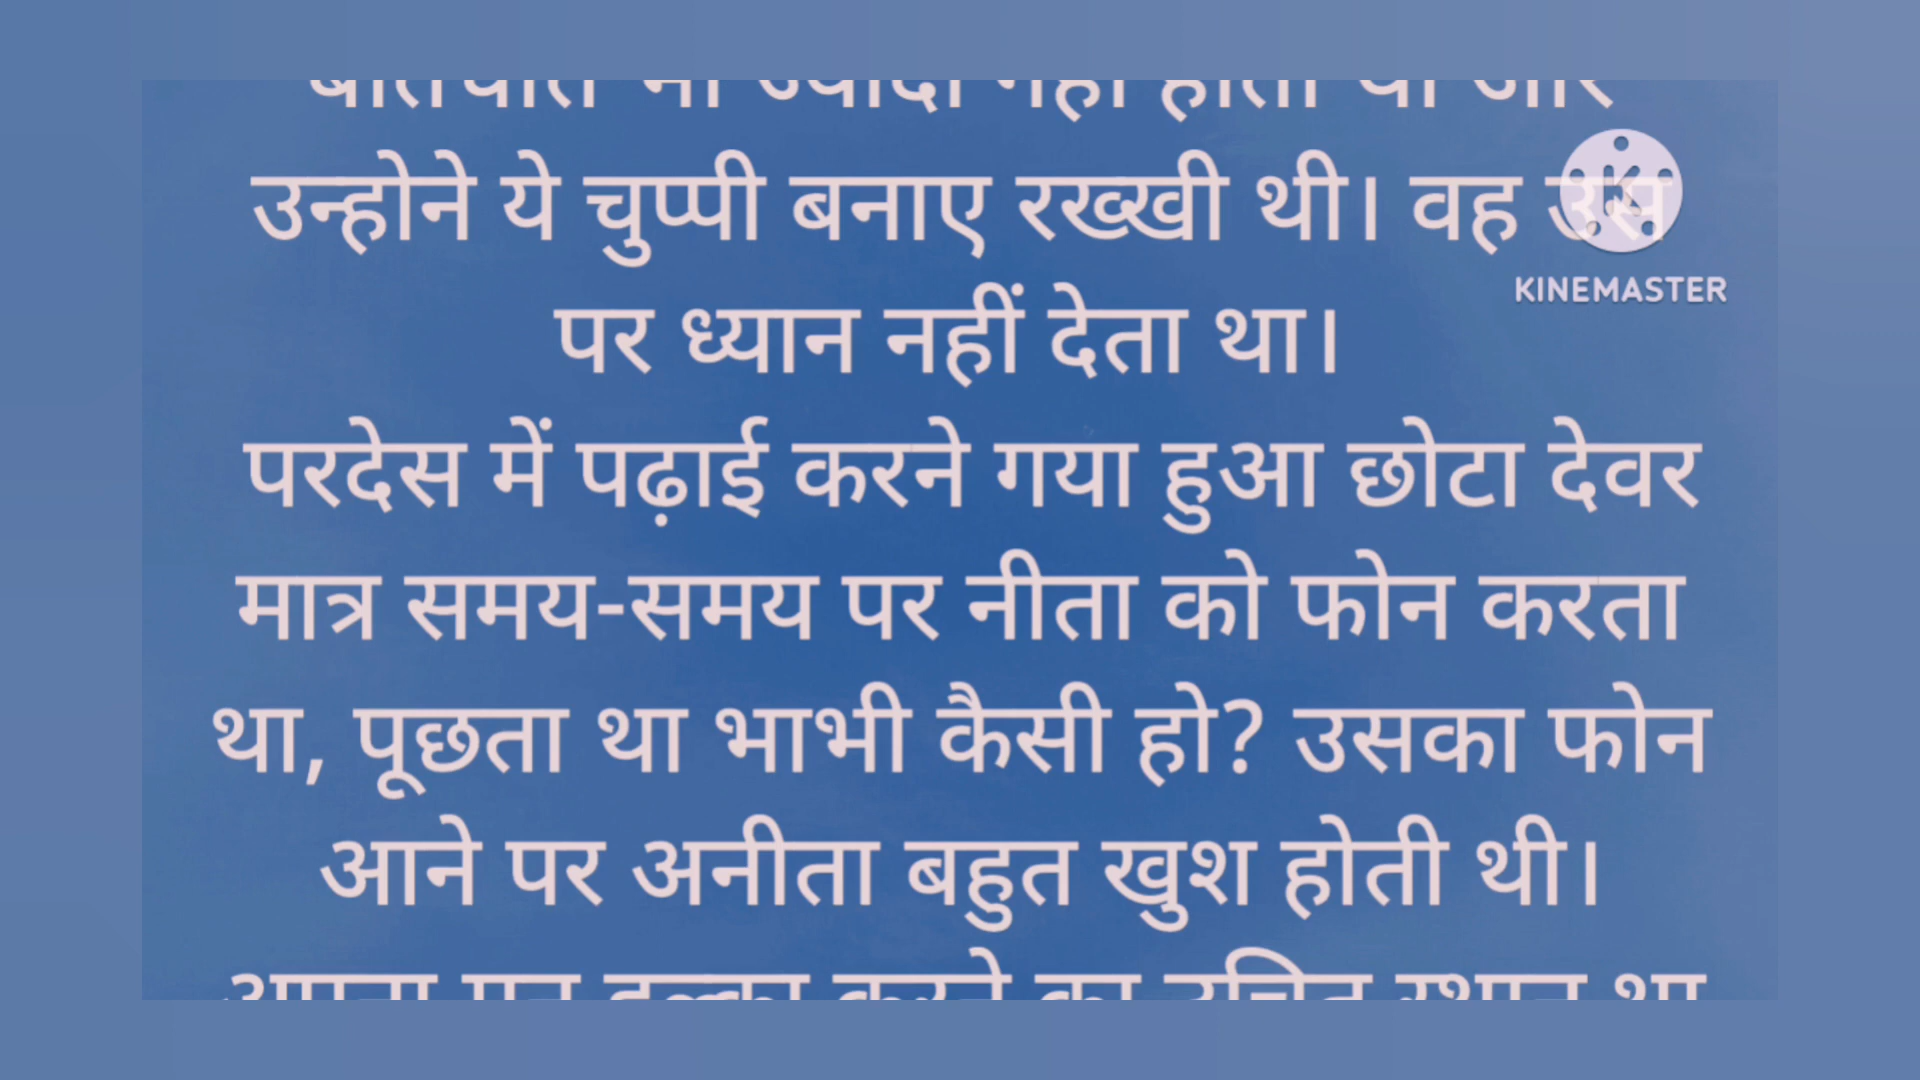 उन्होने ये चुप्पी बनाए रख्खी थी। वह उस
KINEMASTER
पर ध्यान नहीं देता था।
परदेस में पढ़ाई करने गया हुआ छोटा देवर
मात्र समय-समय पर नीता को फोन करता
था, पूछता था भाभी कैसी हो? उसका फोन
आने पर अनीता बहुत खुश होती थी।